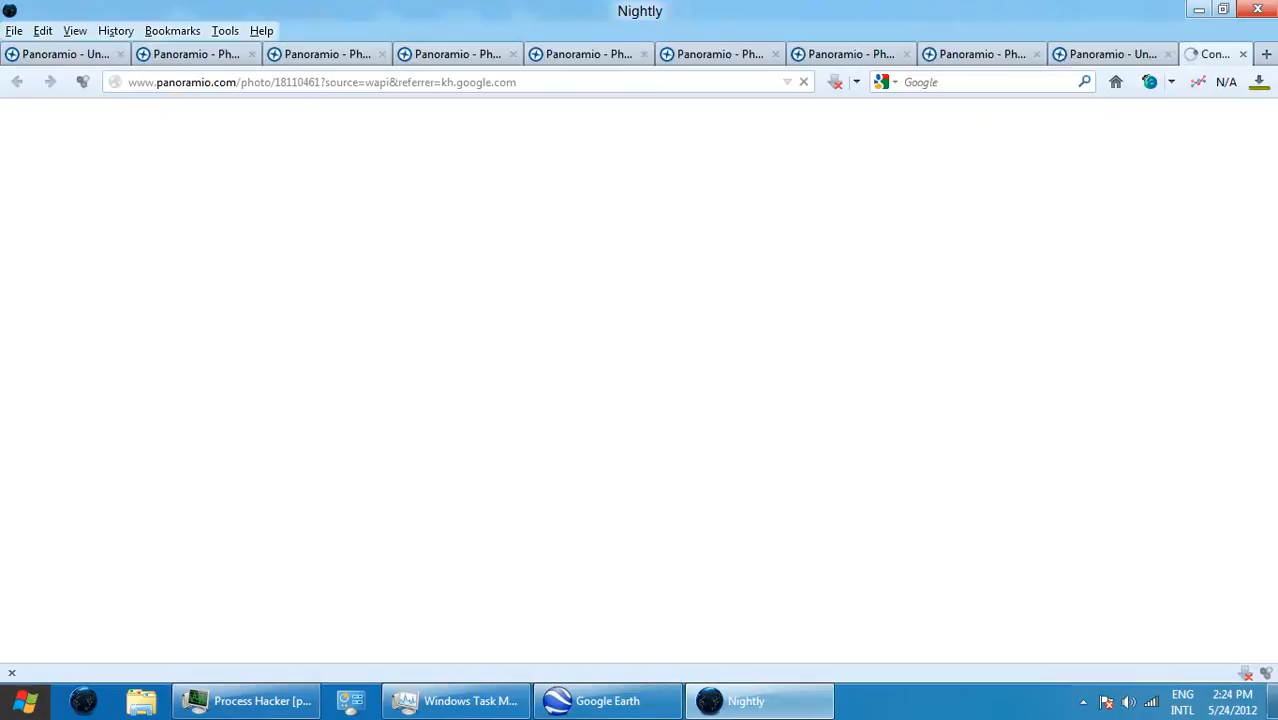 Nightly
File Edit View History Bookmarks Tools Help
Panoramio - Un... Panoramio - Ph... Panoramio - Ph... Panoramio - Ph... Panoramio - Ph... Panoramio - Ph... Panoramio - Ph... Panoramio - Ph... Panoramio - Un... Con...
www.panoramio.com/photo/18110461?source=wapi&referrer=kh.google.com Google N/A
Process Hacker [p... Windows Task M... Google Earth Nightly ENG 2:24 PM
INTL 5/24/2012